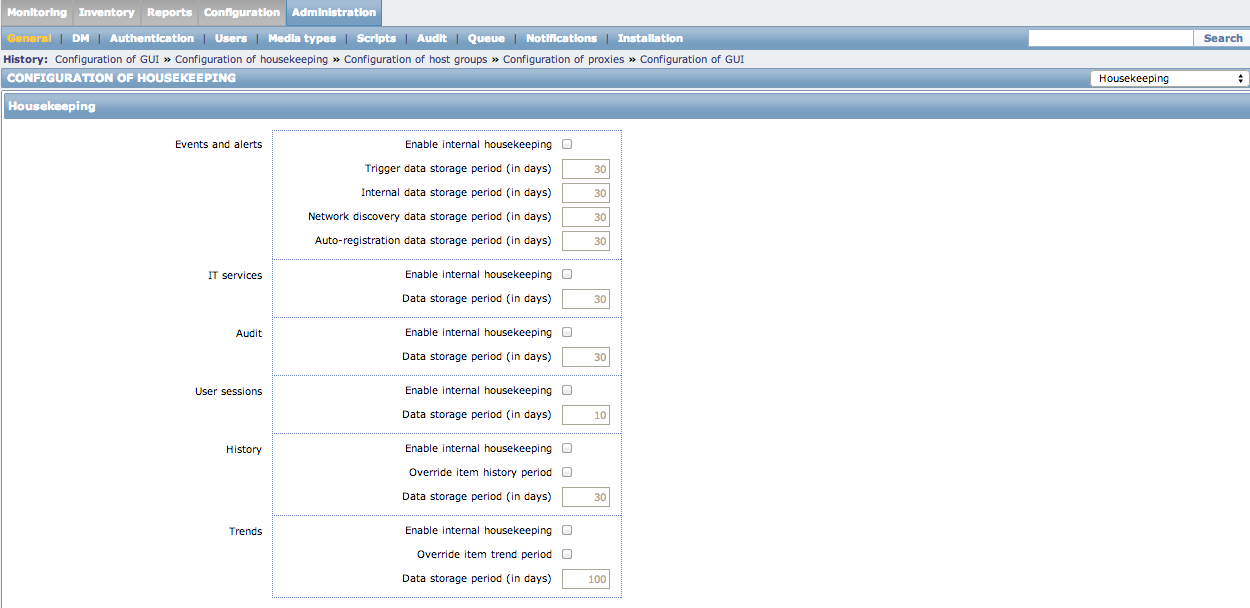 Monitoring Inventory Reports Configuration Administration
General | DM | Authentication | Users | Media types | Scripts | Audit | Queue | Notifications | Installation Search
History: Configuration of GUI » Configuration of housekeeping » Configuration of host groups » Configuration of proxies » Configuration of GUI
CONFIGURATION OF HOUSEKEEPING Housekeeping
Housekeeping
Events and alerts Enable internal housekeeping
Trigger data storage period (in days) 30
Internal data storage period (in days) 30
Network discovery data storage period (in days) 30
Auto-registration data storage period (in days) 30
IT services Enable internal housekeeping
Data storage period (in days) 30
Audit Enable internal housekeeping
Data storage period (in days) 30
User sessions Enable internal housekeeping
Data storage period (in days) 10
History Enable internal housekeeping
Override item history period
Data storage period (in days) 30
Trends Enable internal housekeeping
Override item trend period
Data storage period (in days) 100